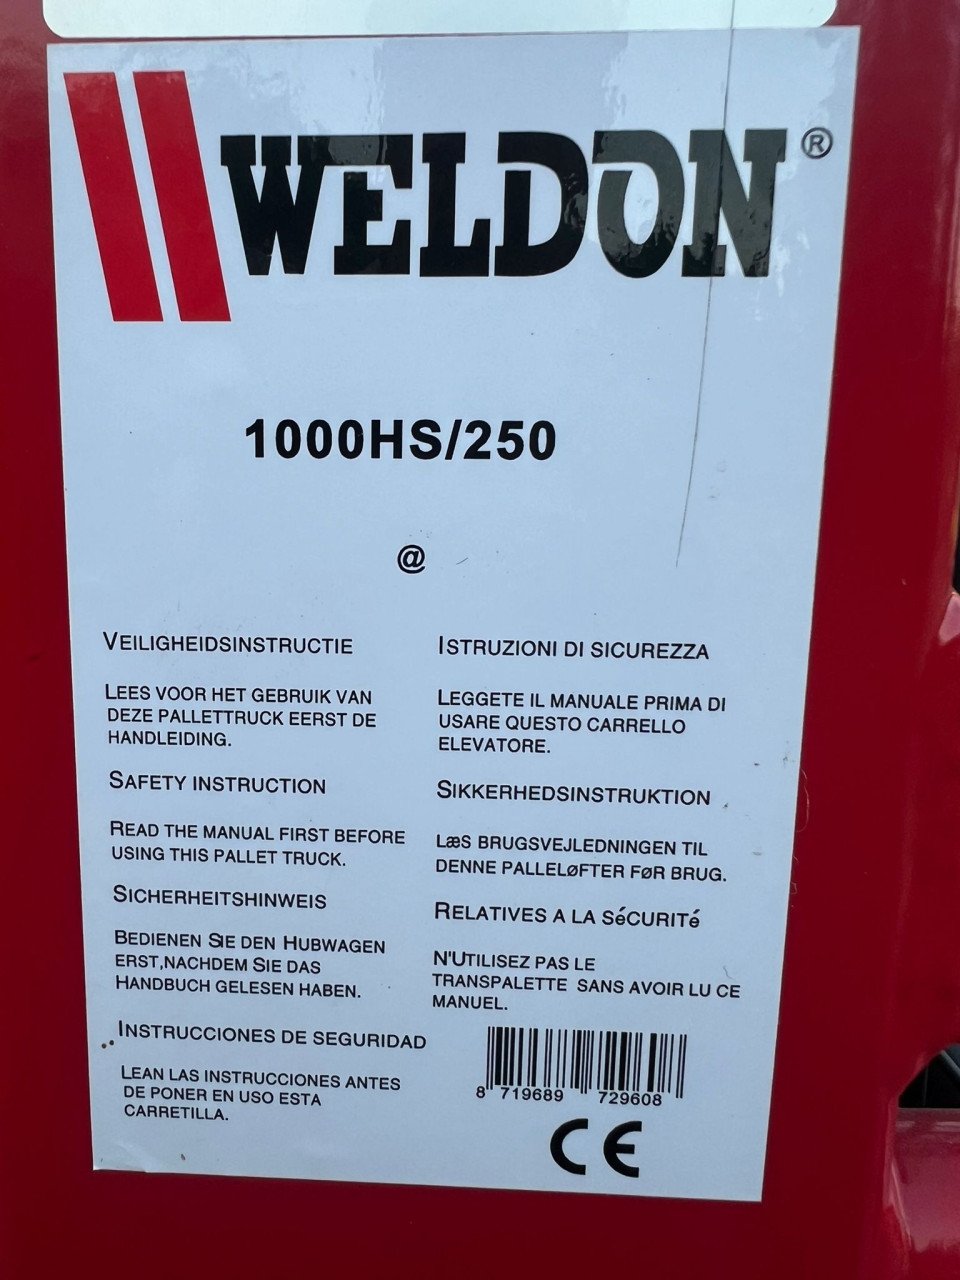 WELDON®
1000HS/250
@
VEILIGHEIDSINSTRUCTIE
LEES VOOR HET GEBRUIK VAN
DEZE PALLETTRUCK EERST DE
HANDLEIDING.
SAFETY INSTRUCTION
READ THE MANUAL FIRST BEFORE
USING THIS PALLET TRUCK.
SICHERHEITSHINWEIS
BEDIENEN SIE DEN HUBWAGEN
ERST,NACHDEM SIE DAS
HANDBUCH GELESEN HABEN.
INSTRUCCIONES DE SEGURIDAD
LEAN LAS INSTRUCCIONES ANTES
DE PONER EN USO ESTA
CARRETILLA.
ISTRUZIONI DI SICUREZZA
LEGGETE IL MANUALE PRIMA DI
USARE QUESTO CARRELLO
ELEVATORE.
SIKKERHEDSINSTRUKTION
LæS BRUGSVEJLEDNINGEN TIL
DENNE PALLELøFTER FøR BRUG.
RELATIVES A LA SéCURITé
N'UTILISEZ PAS LE
TRANSPALETTE SANS AVOIR LU CE
MANUEL.
8 719689 729608
CE